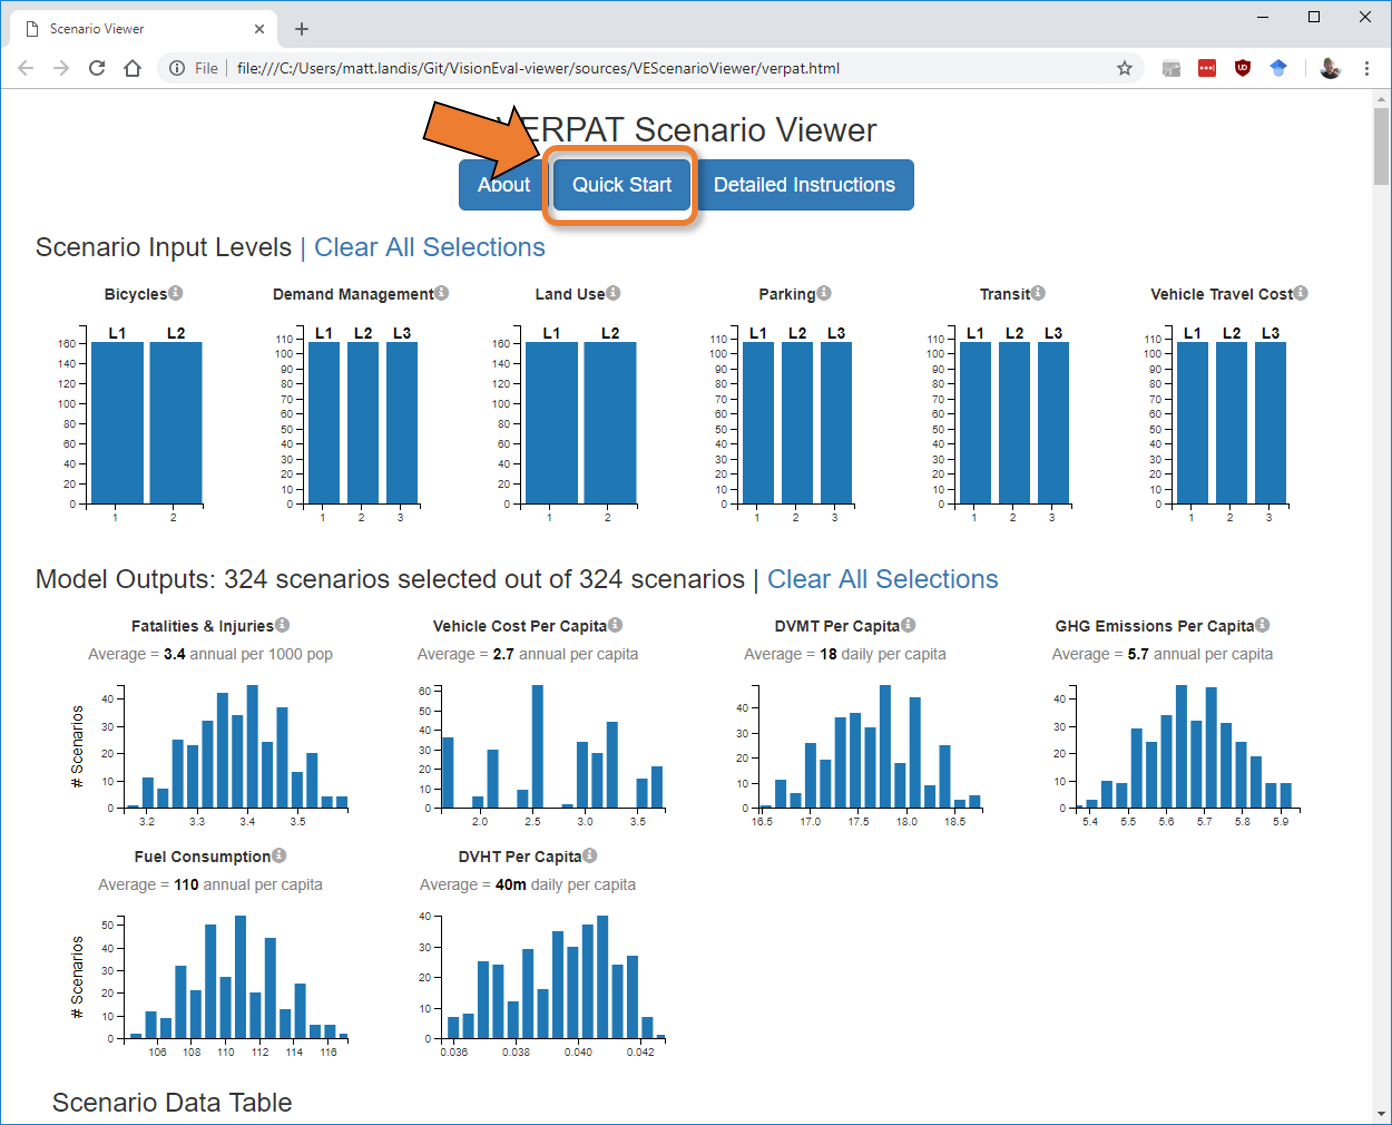 Scenario Viewer
File | file:///C:/Users/matt.landis/Git/VisionEval-viewer/sources/VEScenarioViewer/verpat.html
ERPAT Scenario Viewer
About Quick Start Detailed Instructions
Scenario Input Levels | Clear All Selections
Bicycles Demand Management Land Use Parking Transit Vehicle Travel Cost
L1 L2 L1 L2 L3 L1 L2 L1 L2 L3 L1 L2 L3 L1 L2 L3
160 140 120 100 80 60 40 20 0
110 100 90 80 70 60 50 40 30 20 10 0
160 140 120 100 80 60 40 20 0
110 100 90 80 70 60 50 40 30 20 10 0
110 100 90 80 70 60 50 40 30 20 10 0
110 100 90 80 70 60 50 40 30 20 10 0
1 2 1 2 3 1 2 1 2 3 1 2 3 1 2 3
Model Outputs: 324 scenarios selected out of 324 scenarios | Clear All Selections
Fatalities & Injuries Vehicle Cost Per Capita DVMT Per Capita GHG Emissions Per Capita
Average = 3.4 annual per 1000 pop Average = 2.7 annual per capita Average = 18 daily per capita Average = 5.7 annual per capita
# Scenarios
40 30 20 10 0
60 50 40 30 20 10 0
40 30 20 10 0
40 30 20 10 0
3.2 3.3 3.4 3.5 2.0 2.5 3.0 3.5 16.5 17.0 17.5 18.0 18.5 5.4 5.5 5.6 5.7 5.8 5.9
Fuel Consumption DVHT Per Capita
Average = 110 annual per capita Average = 40m daily per capita
# Scenarios
50 40 30 20 10 0
40 30 20 10 0
106 108 110 112 114 116 0.036 0.038 0.040 0.042
Scenario Data Table